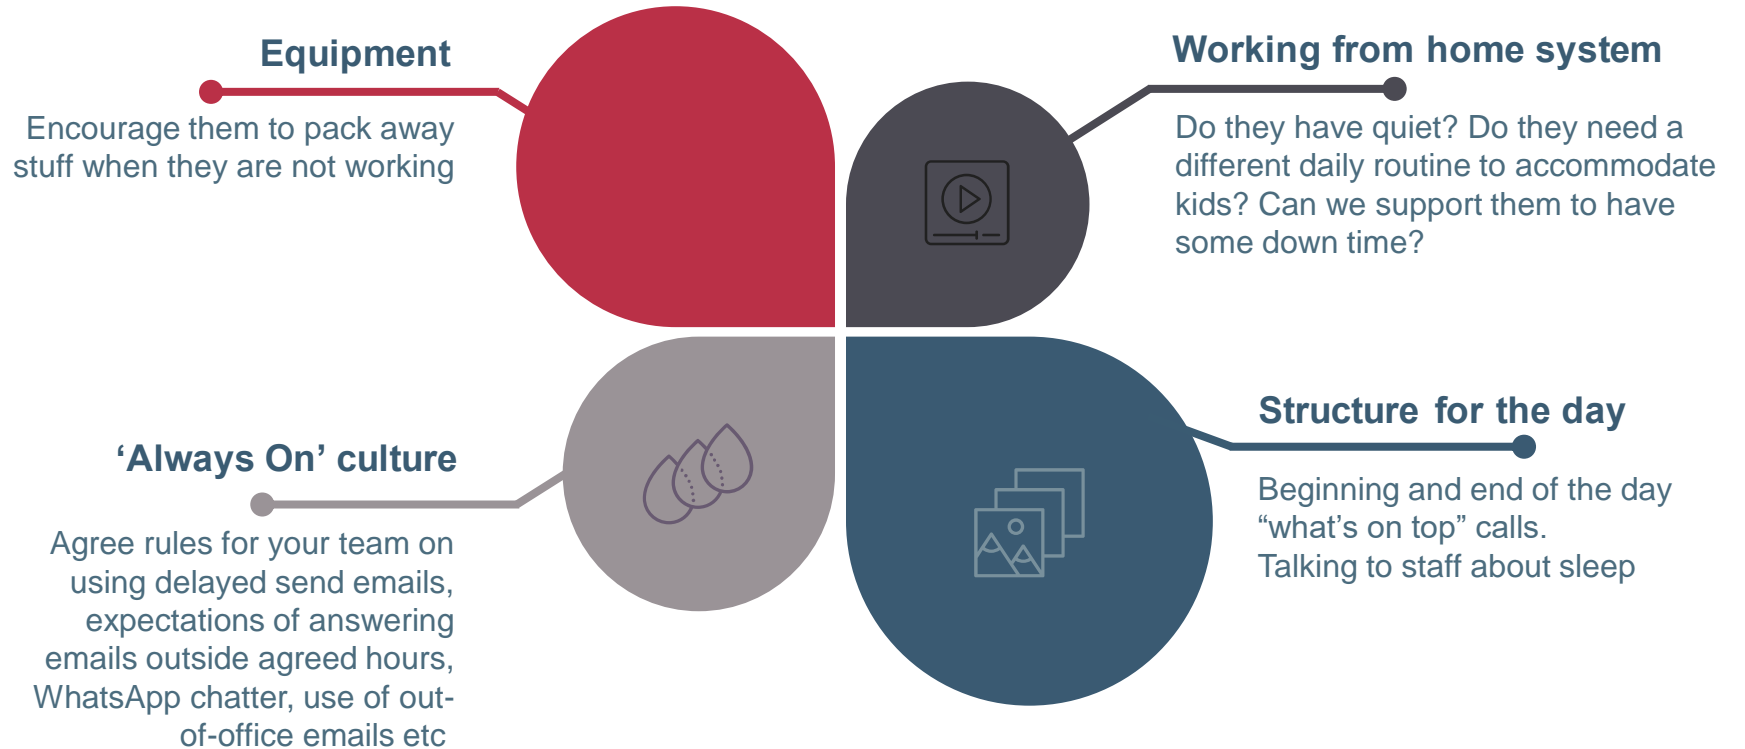 Equipment
Encourage them to pack away
stuff when they are not working
Working from home system
Do they have quiet? Do they need a
different daily routine to accommodate
kids? Can we support them to have
some down time?
‘Always On’ culture
Agree rules for your team on
using delayed send emails,
expectations of answering
emails outside agreed hours,
WhatsApp chatter, use of out-
of-office emails etc
Structure for the day
Beginning and end of the day
“what’s on top” calls.
Talking to staff about sleep